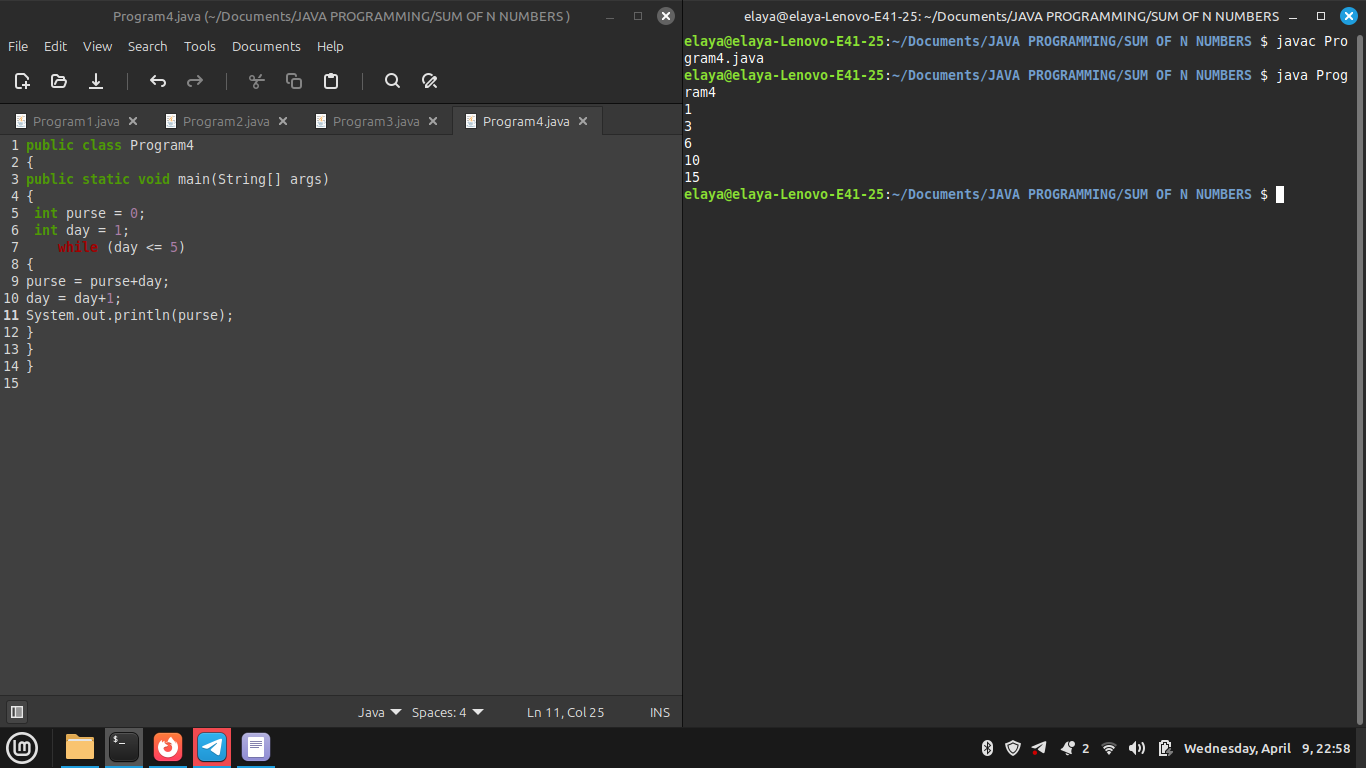 Program4.java (~/Documents/JAVA PROGRAMMING/SUM OF N NUMBERS )
File Edit View Search Tools Documents Help
Program1.java Program2.java Program3.java Program4.java
1 public class Program4
2 {
3 public static void main(String[] args)
4 {
5 int purse = 0;
6 int day = 1;
7 while (day <= 5)
8 {
9 purse = purse+day;
10 day = day+1;
11 System.out.println(purse);
12 }
13 }
14 }
15
Java Spaces: 4 Ln 11, Col 25 INS
elaya@elaya-Lenovo-E41-25: ~/Documents/JAVA PROGRAMMING/SUM OF N NUMBERS
elaya@elaya-Lenovo-E41-25:~/Documents/JAVA PROGRAMMING/SUM OF N NUMBERS $ javac Pro
gram4.java
elaya@elaya-Lenovo-E41-25:~/Documents/JAVA PROGRAMMING/SUM OF N NUMBERS $ java Prog
ram4
1
3
6
10
15
elaya@elaya-Lenovo-E41-25:~/Documents/JAVA PROGRAMMING/SUM OF N NUMBERS $
$_
2 Wednesday, April 9, 22:58